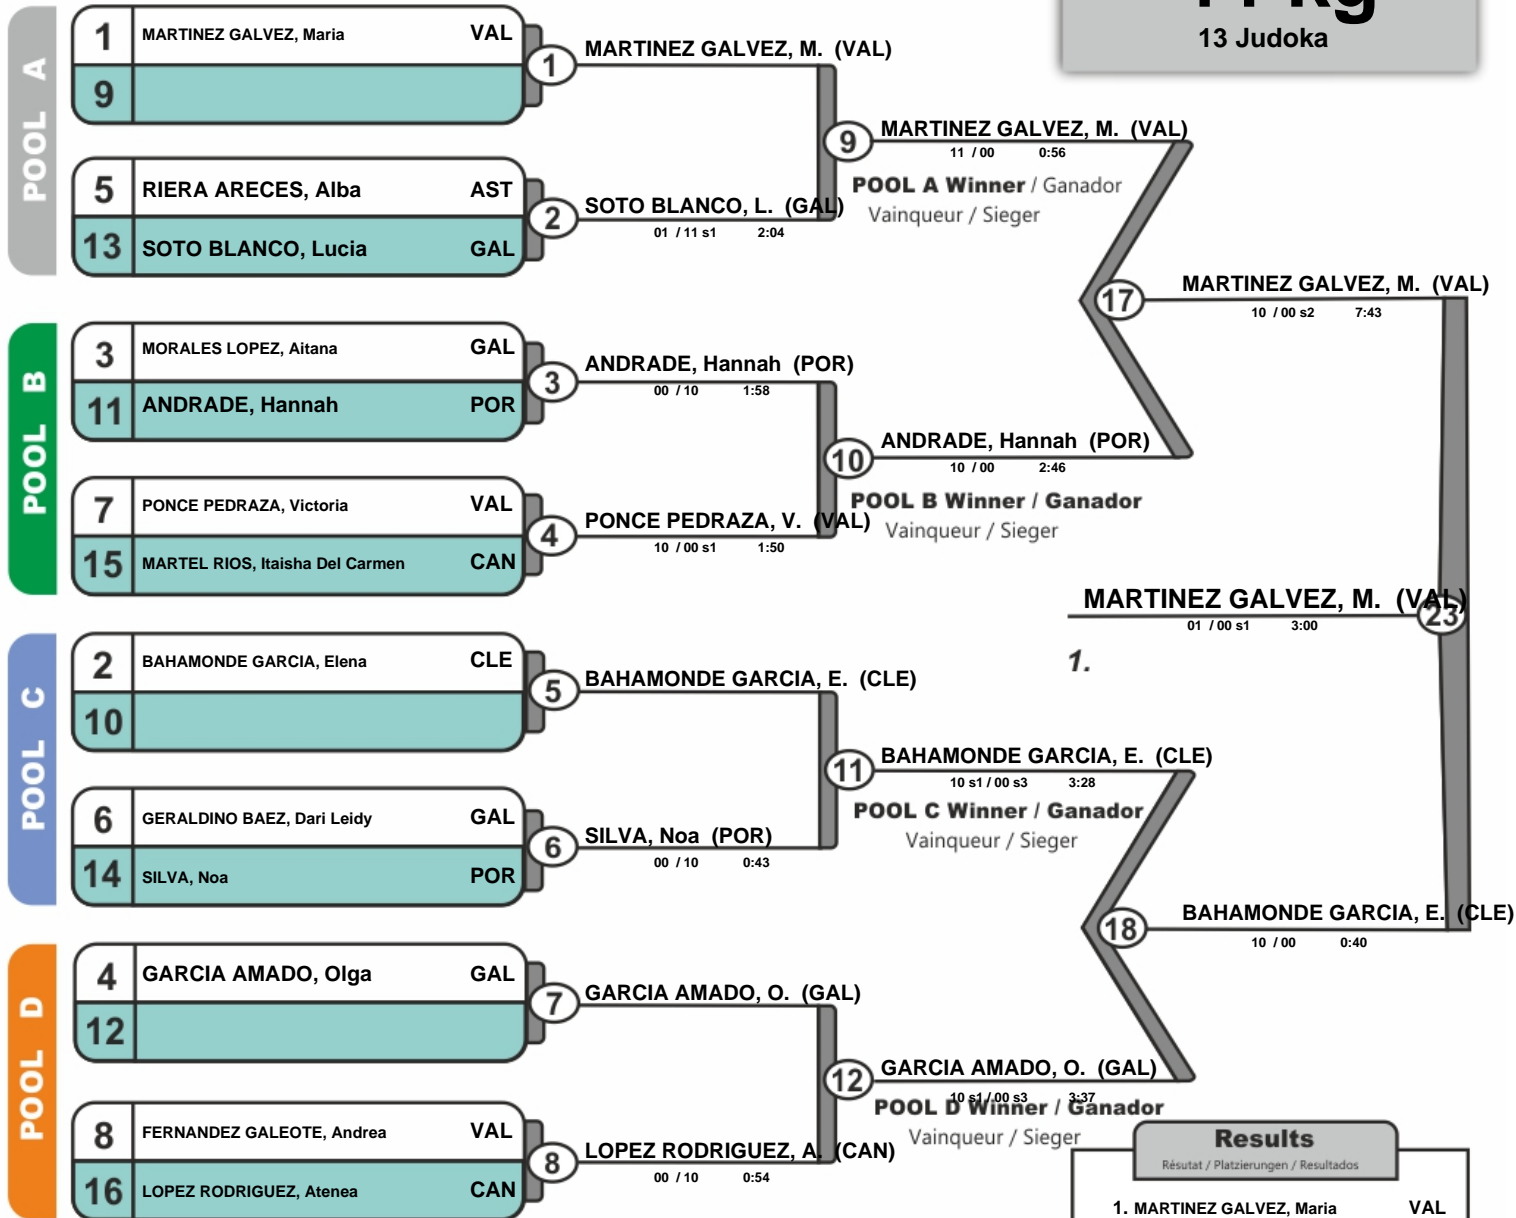 13 Judoka
POOL A
1 MARTINEZ GALVEZ, Maria VAL
9
1
MARTINEZ GALVEZ, M. (VAL)
5 RIERA ARECES, Alba AST
13 SOTO BLANCO, Lucia GAL
2
SOTO BLANCO, L. (GAL)
01 / 11 s1 2:04
9
MARTINEZ GALVEZ, M. (VAL)
11 / 00 0:56
POOL A Winner / Ganador
Vainqueur / Sieger
POOL B
3 MORALES LOPEZ, Aitana GAL
11 ANDRADE, Hannah POR
3
ANDRADE, Hannah (POR)
00 / 10 1:58
7 PONCE PEDRAZA, Victoria VAL
15 MARTEL RIOS, Itaisha Del Carmen CAN
4
PONCE PEDRAZA, V. (VAL)
10 / 00 s1 1:50
10
ANDRADE, Hannah (POR)
10 / 00 2:46
POOL B Winner / Ganador
Vainqueur / Sieger
17
MARTINEZ GALVEZ, M. (VAL)
10 / 00 s2 7:43
POOL C
2 BAHAMONDE GARCIA, Elena CLE
10
5
BAHAMONDE GARCIA, E. (CLE)
6 GERALDINO BAEZ, Dari Leidy GAL
14 SILVA, Noa POR
6
SILVA, Noa (POR)
00 / 10 0:43
11
BAHAMONDE GARCIA, E. (CLE)
10 s1 / 00 s3 3:28
POOL C Winner / Ganador
Vainqueur / Sieger
POOL D
4 GARCIA AMADO, Olga GAL
12
7
GARCIA AMADO, O. (GAL)
8 FERNANDEZ GALEOTE, Andrea VAL
16 LOPEZ RODRIGUEZ, Atenea CAN
8
LOPEZ RODRIGUEZ, A. (CAN)
00 / 10 0:54
12
GARCIA AMADO, O. (GAL)
10 s1 / 00 s3 3:37
POOL D Winner / Ganador
Vainqueur / Sieger
18
BAHAMONDE GARCIA, E. (CLE)
10 / 00 0:40
MARTINEZ GALVEZ, M. (VAL)
23
01 / 00 s1 3:00
1.
Results
Résutat / Platzierungen / Resultados
1. MARTINEZ GALVEZ, Maria VAL